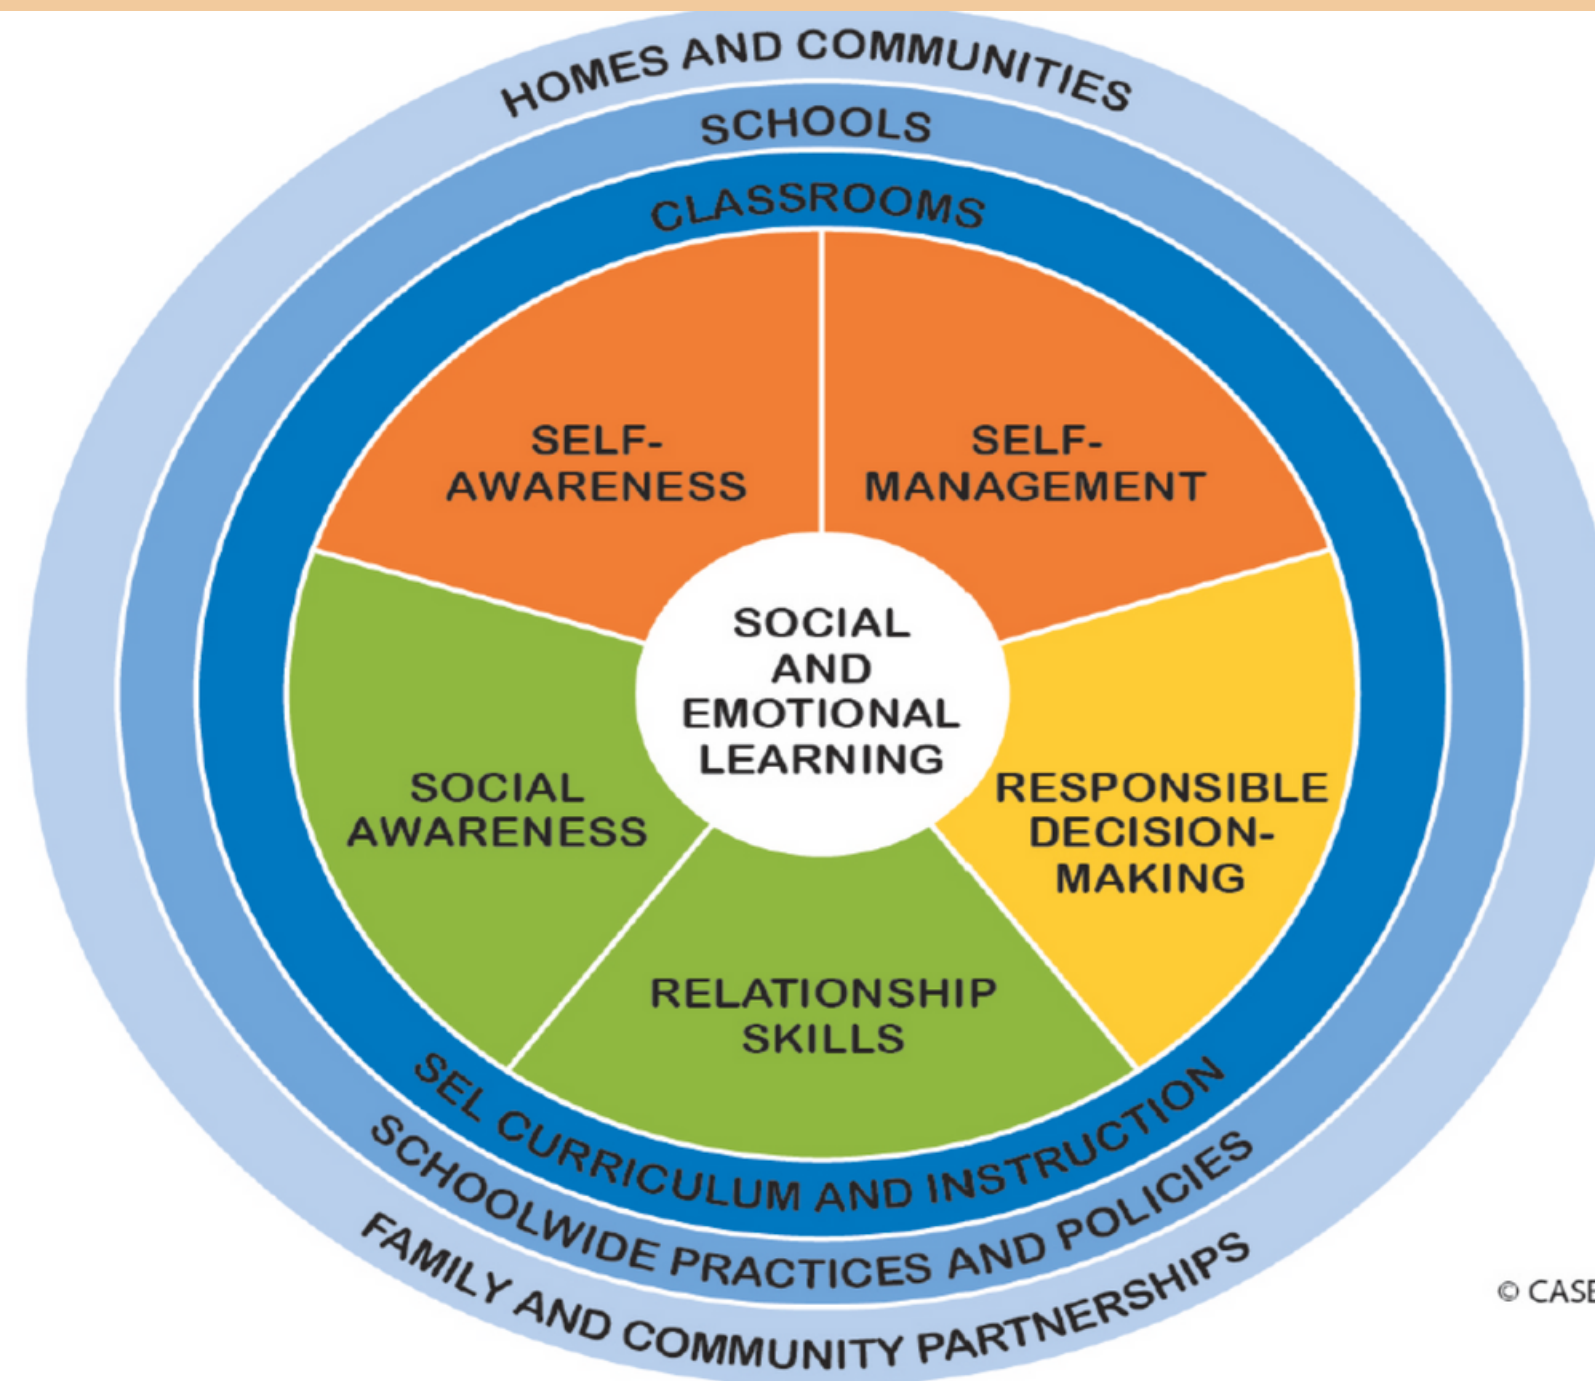 HOMES AND COMMUNITIES
SCHOOLS
CLASSROOMS
SELF-
AWARENESS
SELF-
MANAGEMENT
SOCIAL
AND
EMOTIONAL
LEARNING
SOCIAL
AWARENESS
RESPONSIBLE
DECISION-
MAKING
RELATIONSHIP
SKILLS
SEL CURRICULUM AND INSTRUCTION
SCHOOLWIDE PRACTICES AND POLICIES
FAMILY AND COMMUNITY PARTNERSHIPS
©